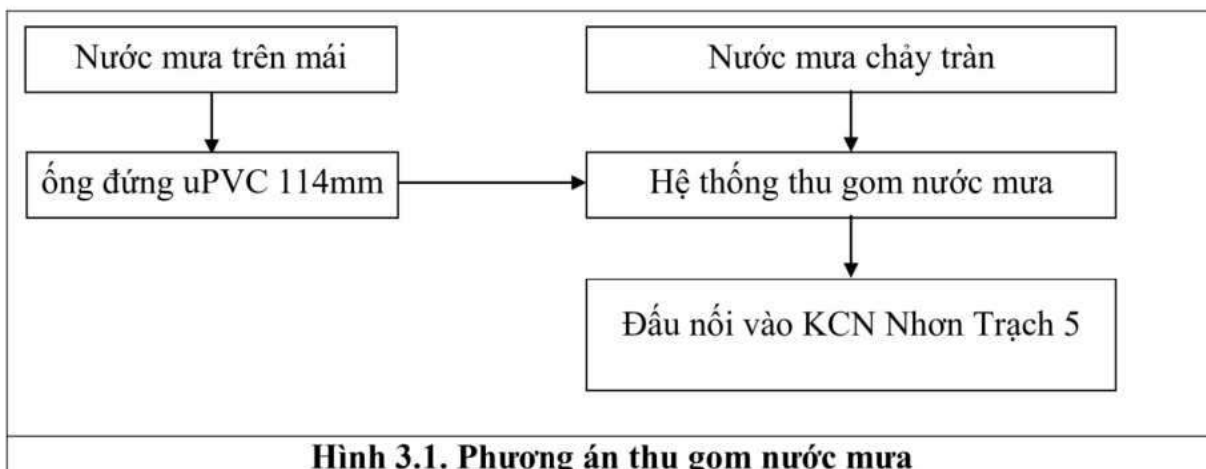 Nước mưa trên mái
Nước mưa chảy tràn
ống đứng uPVC 114mm
Hệ thống thu gom nước mưa
Đấu nối vào KCN Nhơn Trạch 5
Hình 3.1. Phương án thu gom nước mưa